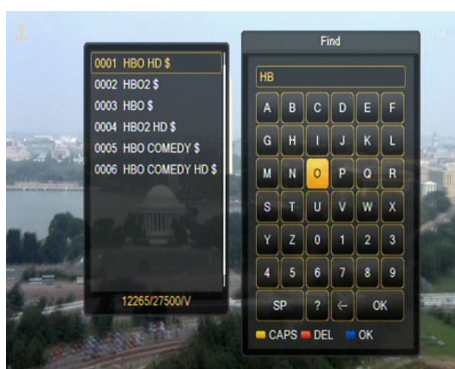 0001 HBO HD $
0002 HBO2 $
0003 HBO $
0004 HBO2 HD $
0005 HBO COMEDY $
0006 HBO COMEDY HD $
12265/27500/V
Find
HB
A B C D E F
G H I J K L
M N O P Q R
S T U V W X
Y Z 0 1 2 3
4 5 6 7 8 9
SP ? ← OK
CAPS DEL OK